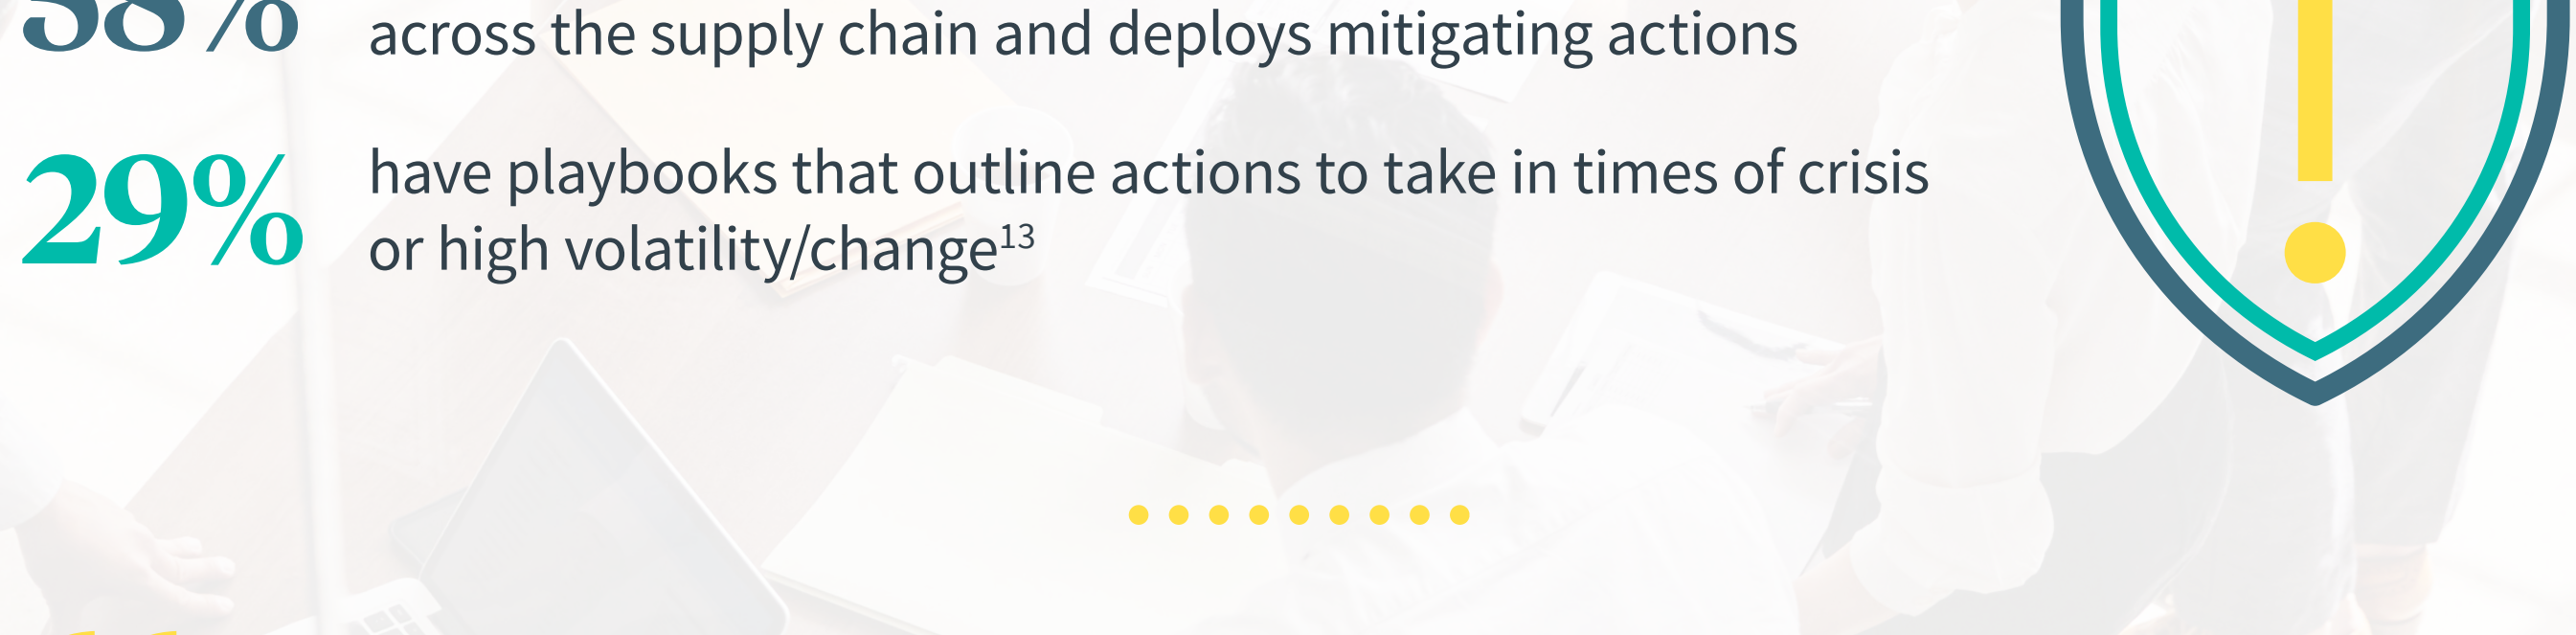 across the supply chain and deploys mitigating actions
29%
have playbooks that outline actions to take in times of crisis
or high volatility/change¹³